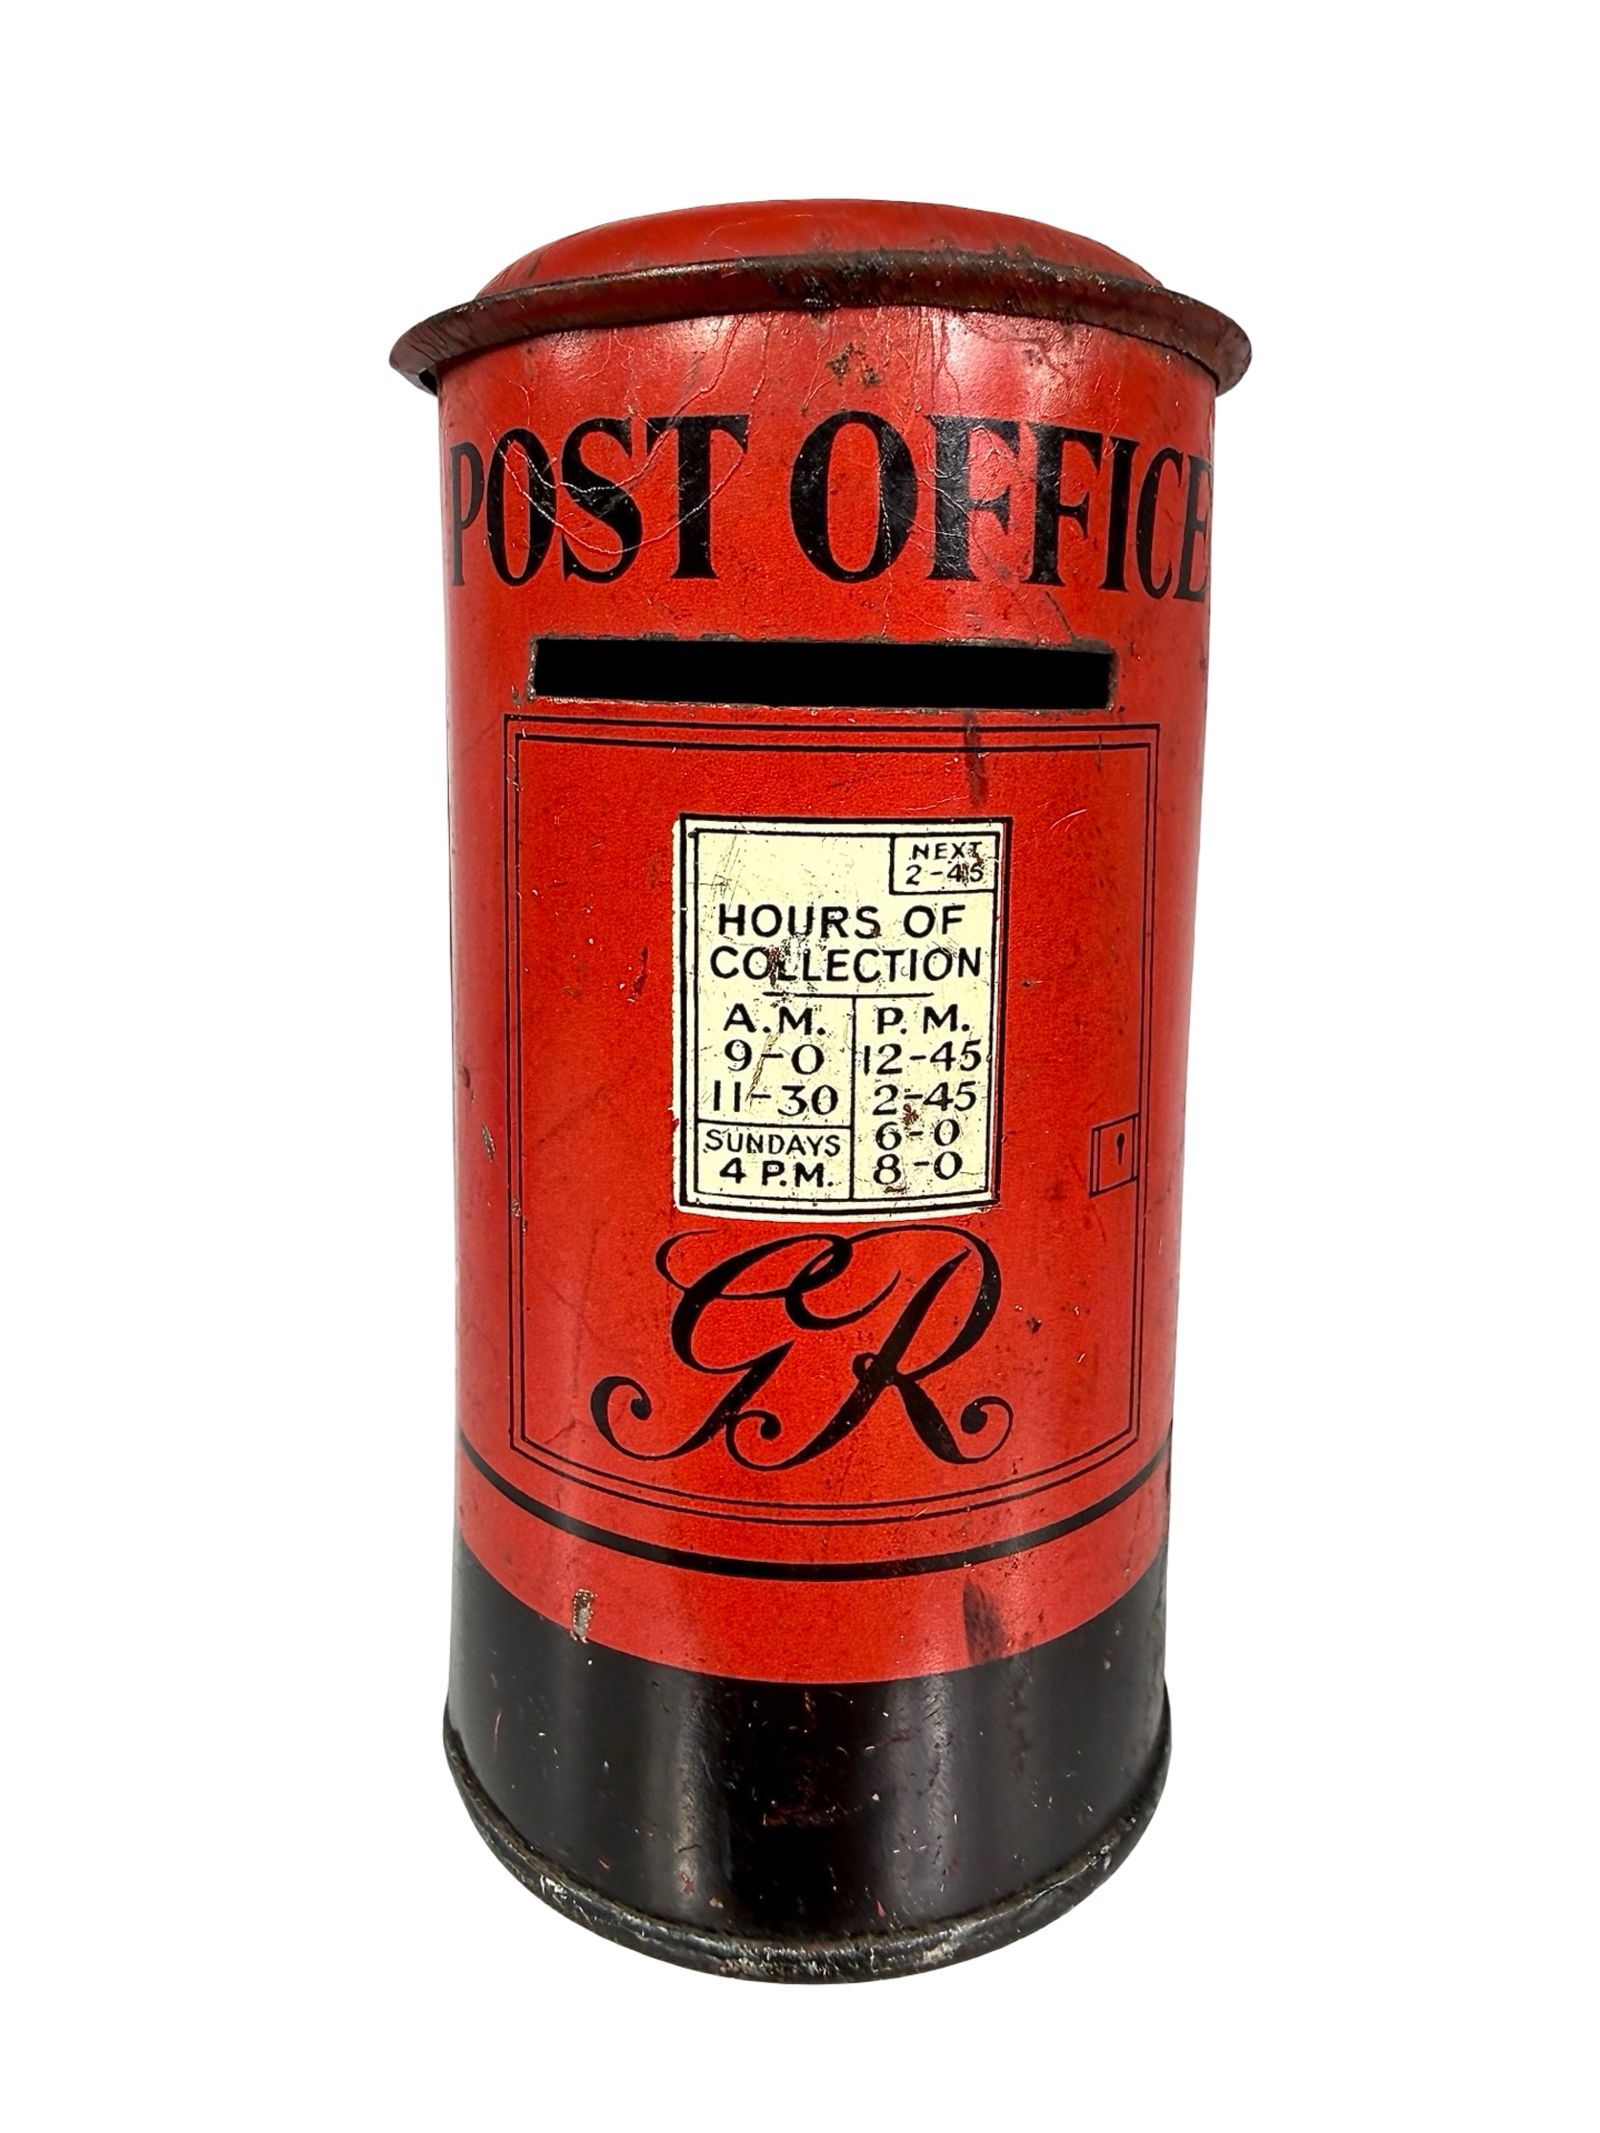 POST OFFICE
NEXT
2-45
HOURS OF
COLLECTION
A.M.
9-0
11-30
SUNDAYS
4 P.M.
P.M.
12-45
2-45
6-0
8-0
GR